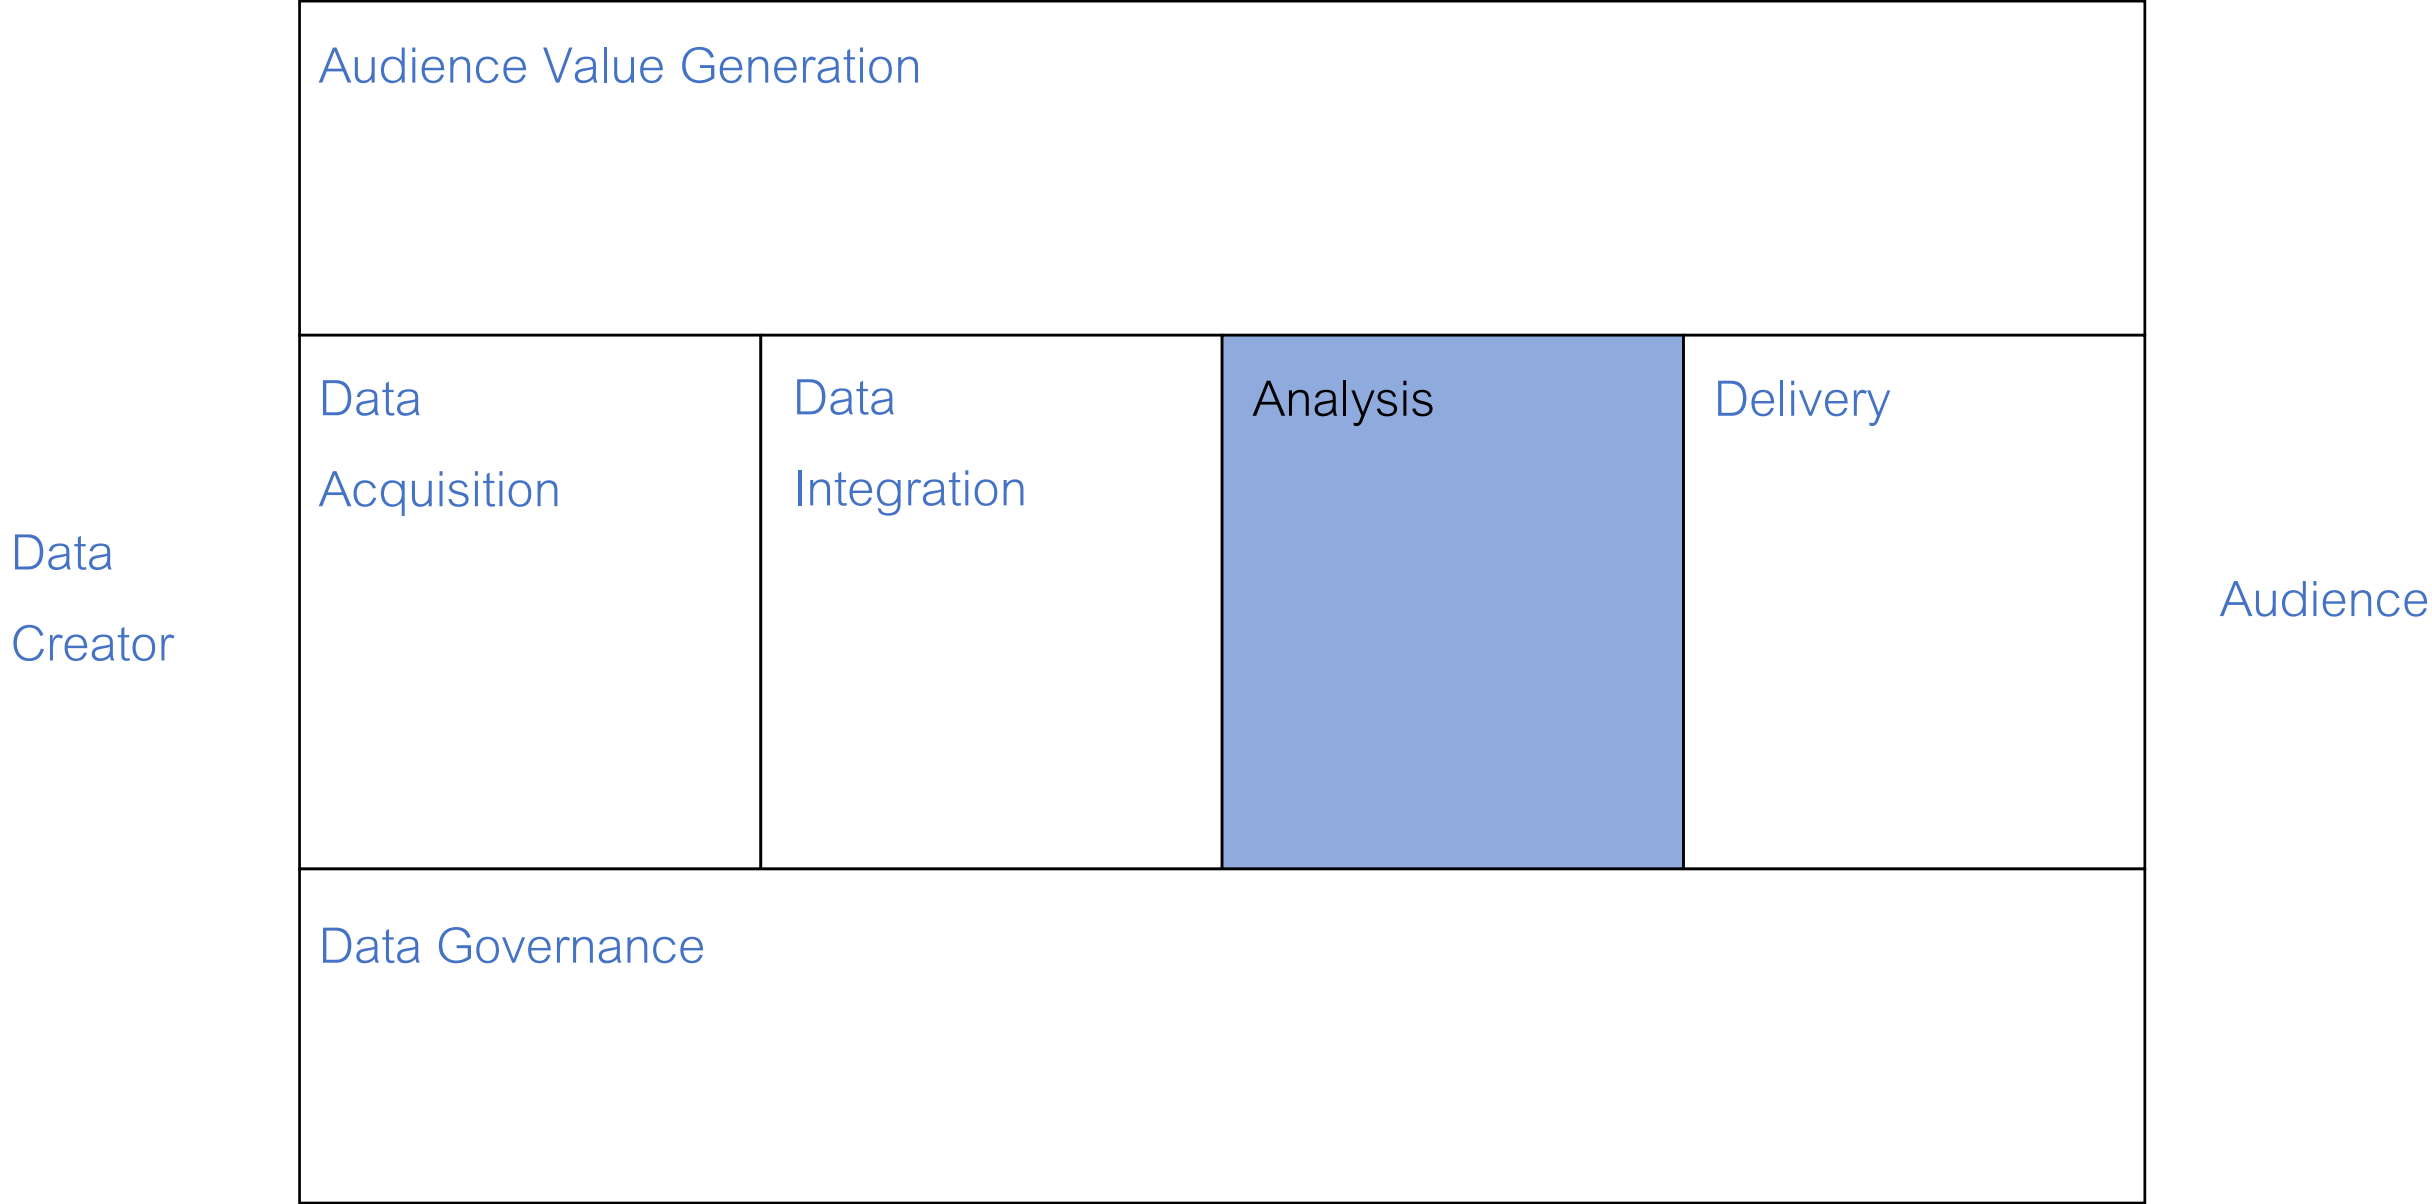 Audience Value Generation
Data
Acquisition
Data
Integration
Analysis
Delivery
Data
Creator
Audience
Data Governance